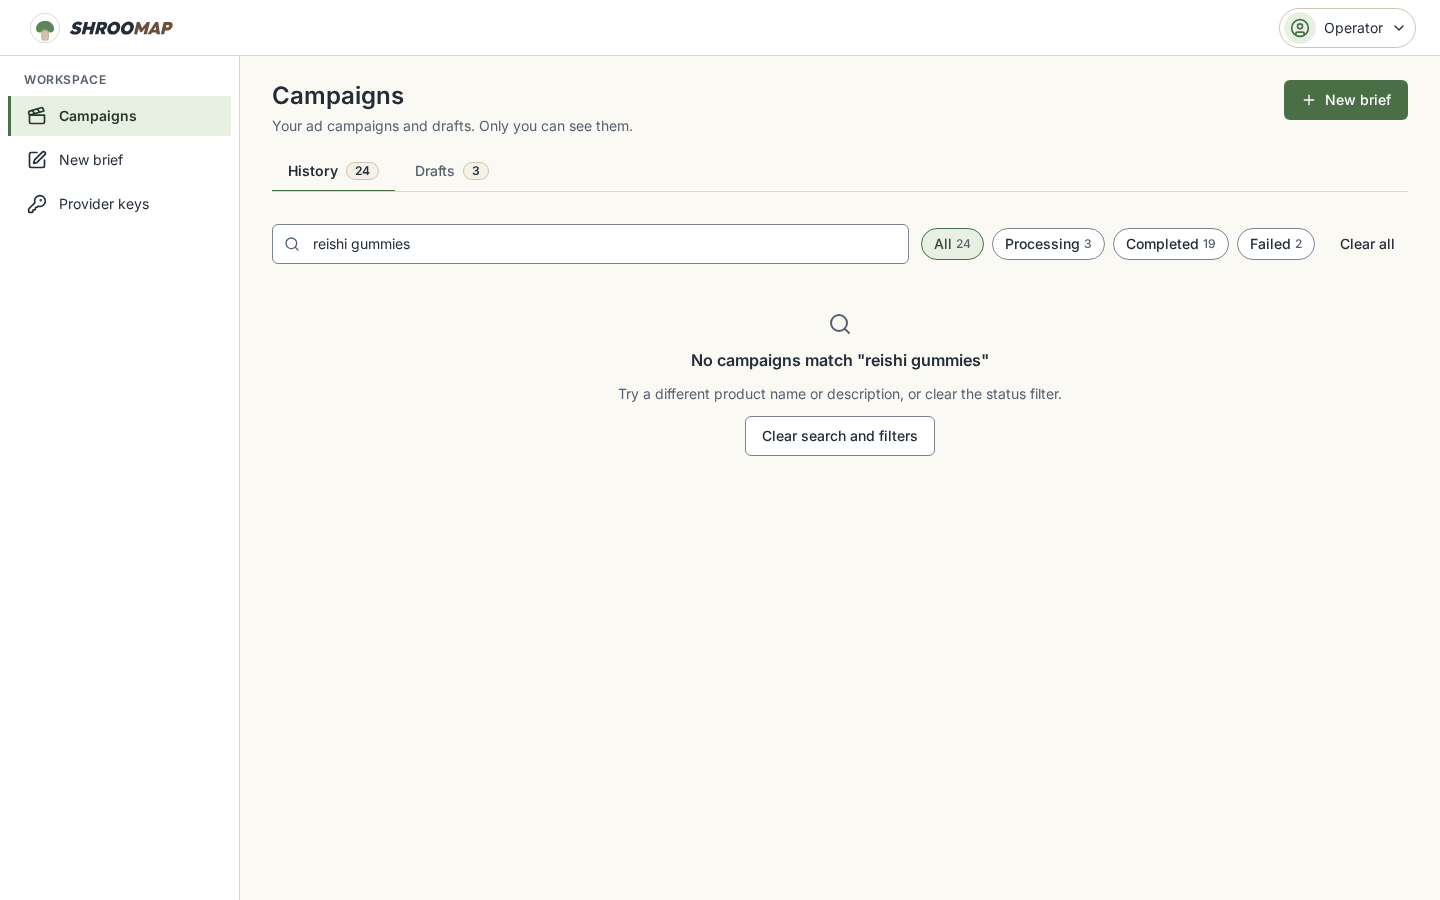 SHROOMAP
Operator
WORKSPACE
Campaigns
New brief
Provider keys
Campaigns
Your ad campaigns and drafts. Only you can see them.
New brief
History 24
Drafts 3
reishi gummies
All 24
Processing 3
Completed 19
Failed 2
Clear all
No campaigns match "reishi gummies"
Try a different product name or description, or clear the status filter.
Clear search and filters